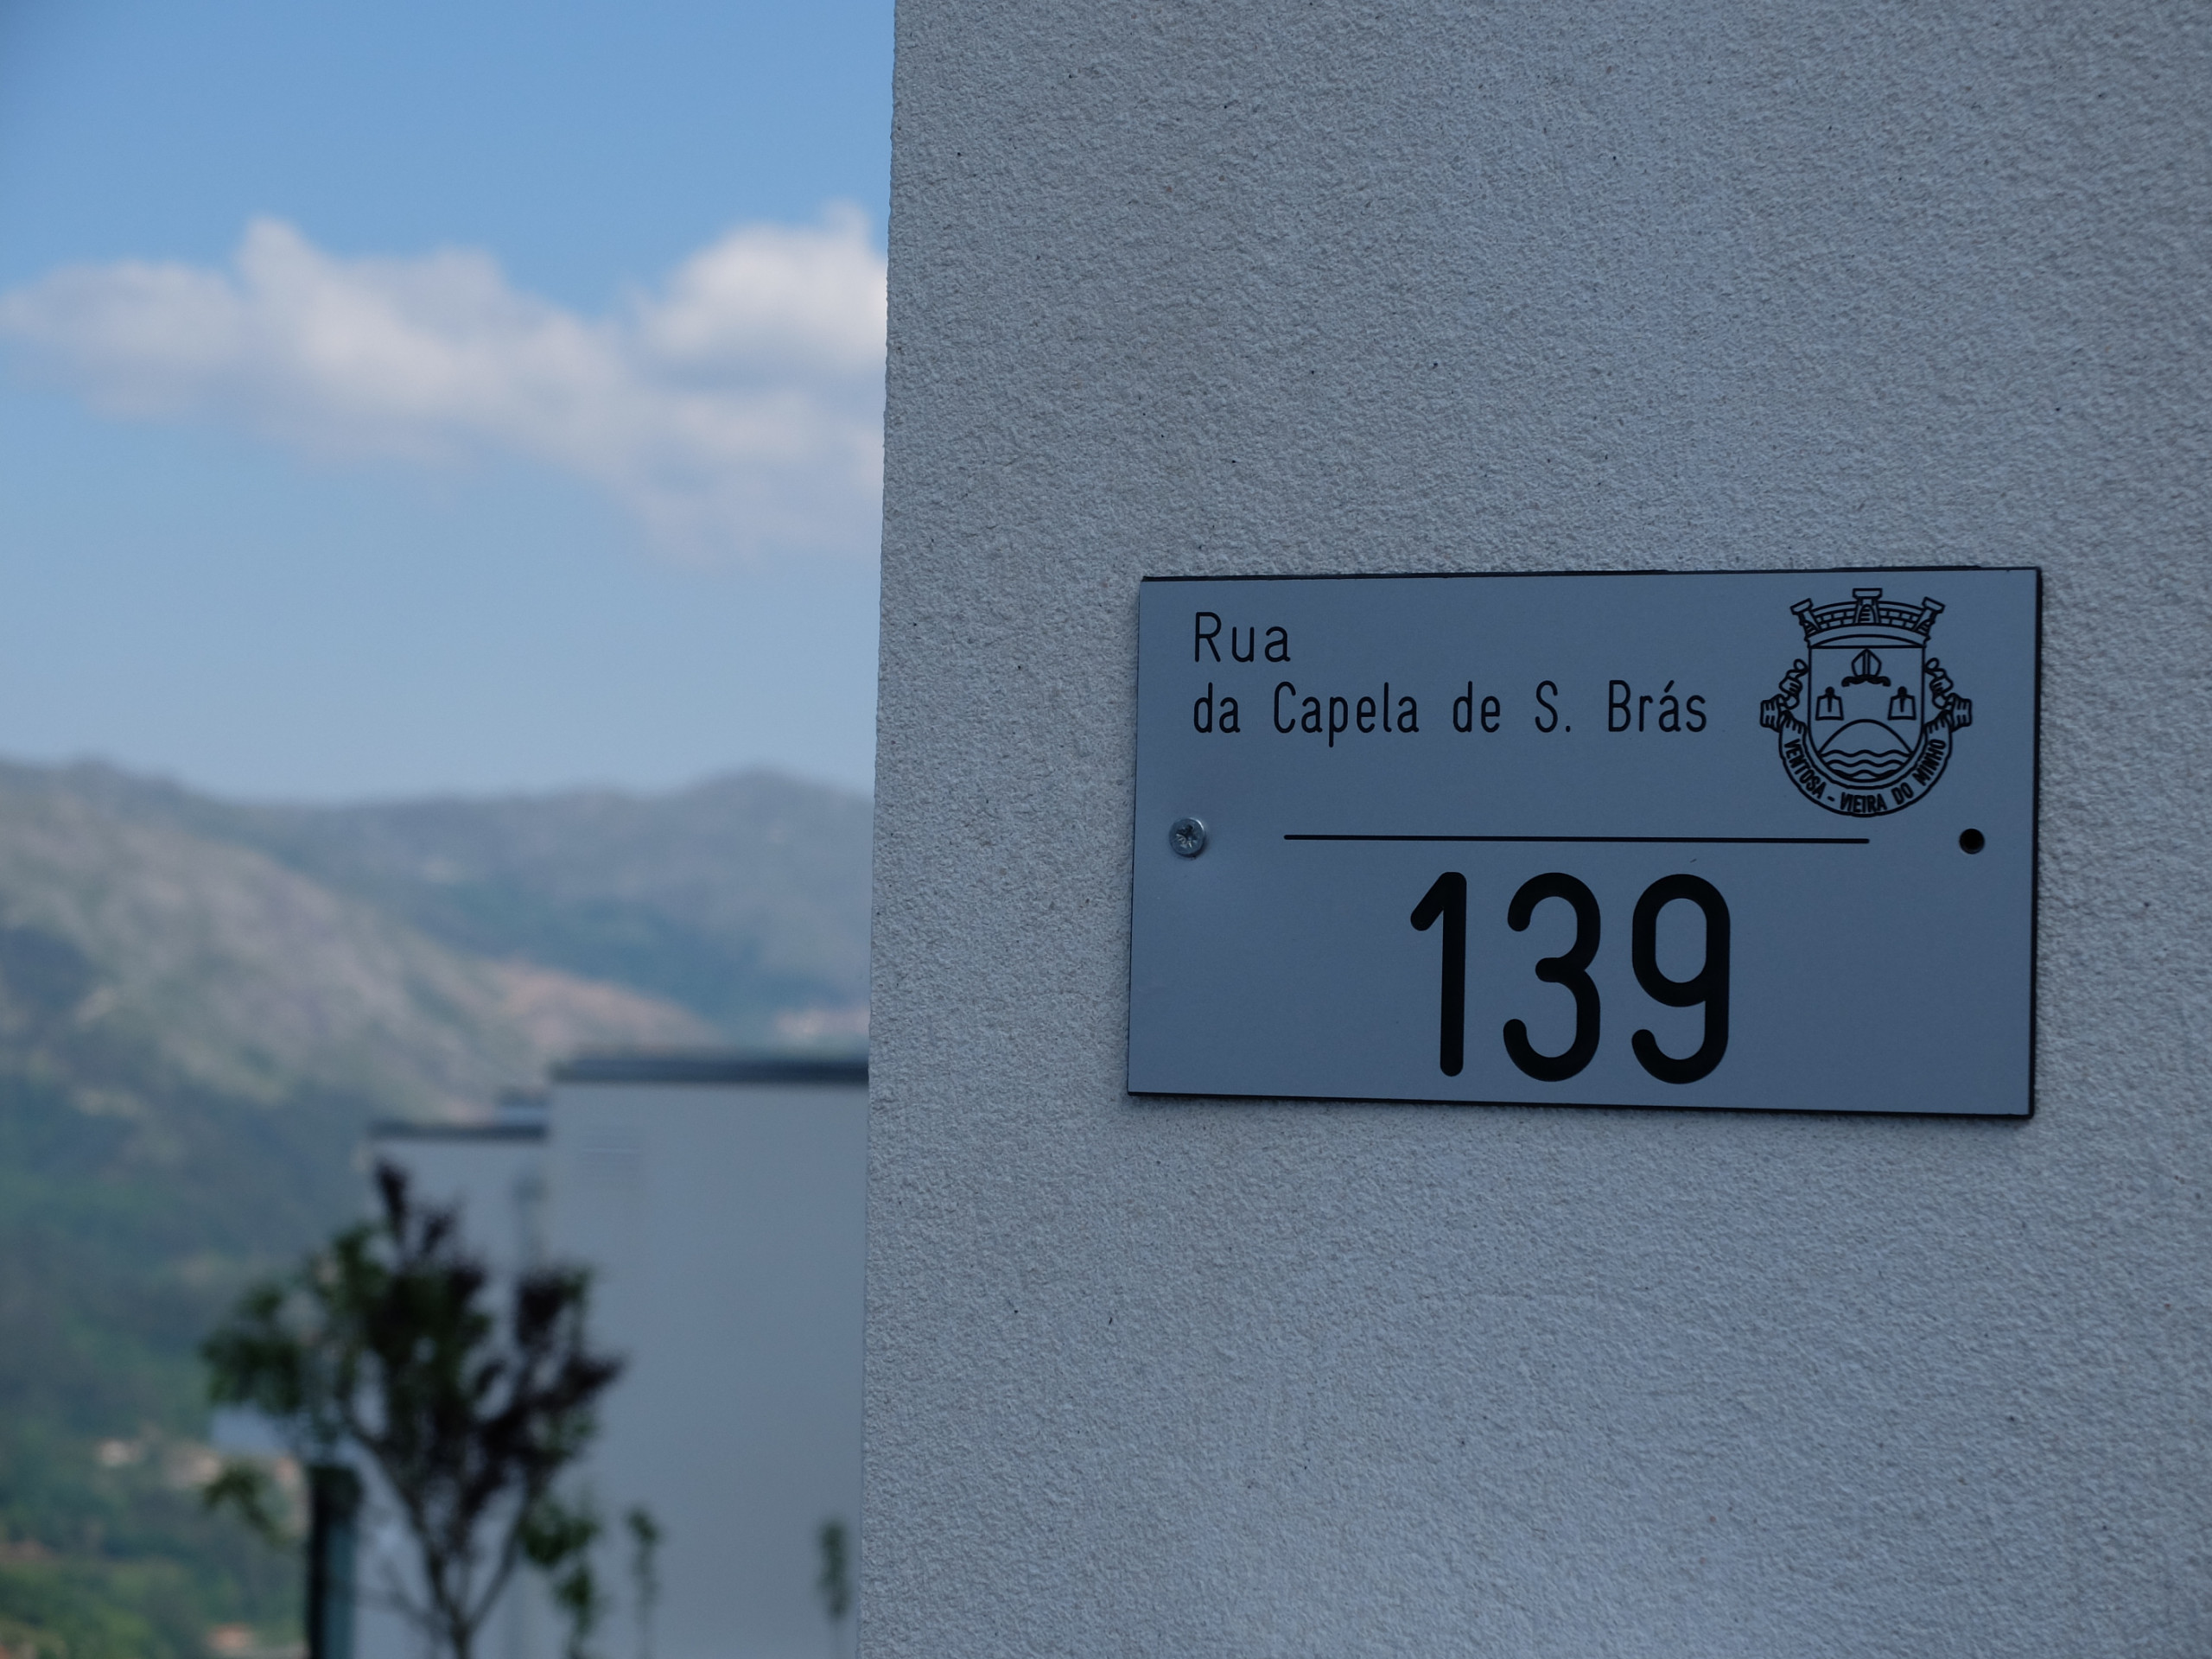 Rua
da Capela de S. Brás
VENTOSA - VIEIRA DO MINHO
139